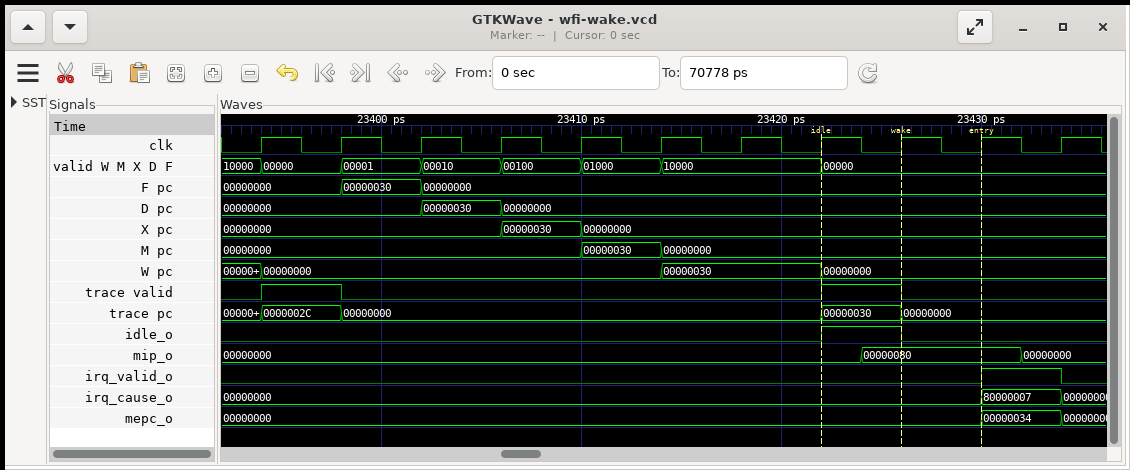 GTKWave - wfi-wake.vcd
Marker: -- | Cursor: 0 sec
From: 0 sec To: 70778 ps
SST
Signals
Waves
Time 23400 ps 23410 ps 23420 ps 23430 ps
idle wake entry
clk
valid W M X D F 10000 00000 00001 00010 00100 01000 10000 00000
F pc 00000000 00000030 00000000
D pc 00000000 00000030 00000000
X pc 00000000 00000030 00000000
M pc 00000000 00000030 00000000
W pc 00000+ 00000000 00000030 00000000
trace valid
trace pc 00000+ 0000002C 00000000 00000030 00000000
idle_o
mip_o 00000000 00000080 00000000
irq_valid_o
irq_cause_o 00000000 80000007 0000000
mepc_o 00000000 00000034 0000000